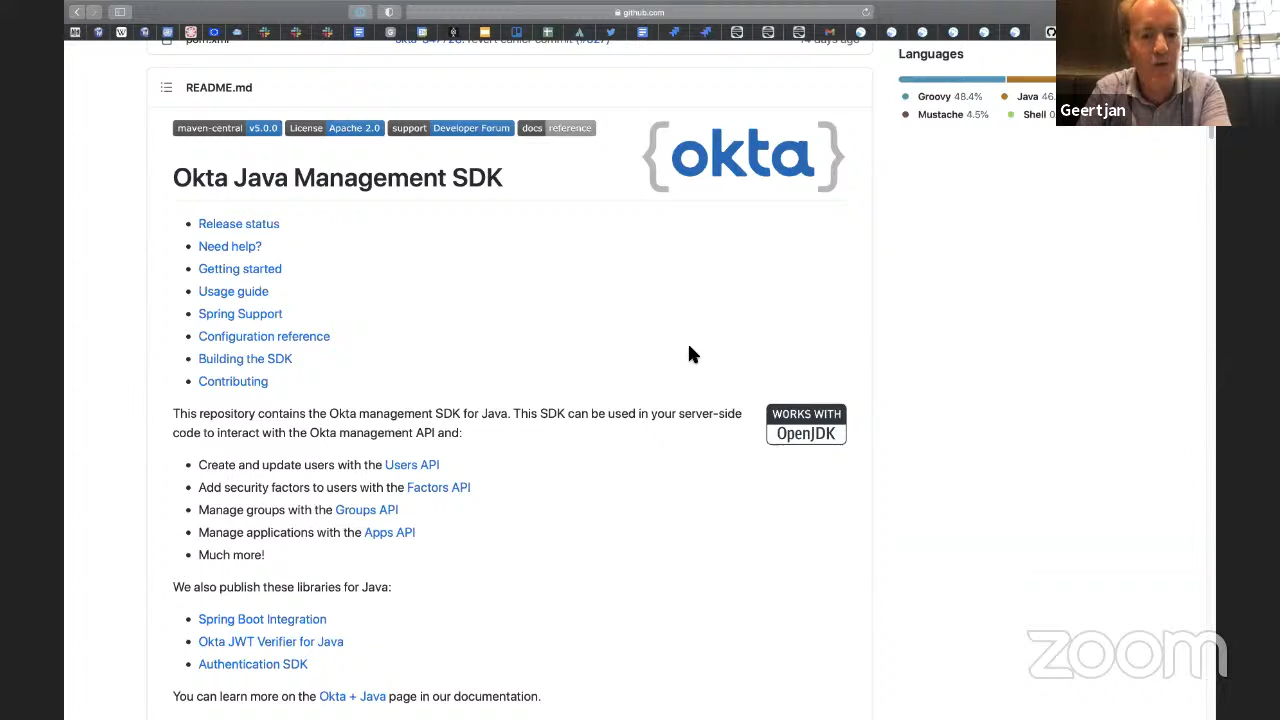 github.com
README.md
Languages
Groovy 48.4%
Java 46.
Mustache 4.5%
Shell 0
Geertjan
maven-central v5.0.0 License Apache 2.0 support Developer Forum docs reference
{okta}
Okta Java Management SDK
Release status
Need help?
Getting started
Usage guide
Spring Support
Configuration reference
Building the SDK
Contributing
This repository contains the Okta management SDK for Java. This SDK can be used in your server-side
code to interact with the Okta management API and:
WORKS WITH
OpenJDK
Create and update users with the Users API
Add security factors to users with the Factors API
Manage groups with the Groups API
Manage applications with the Apps API
Much more!
We also publish these libraries for Java:
Spring Boot Integration
Okta JWT Verifier for Java
Authentication SDK
You can learn more on the Okta + Java page in our documentation.
zoom